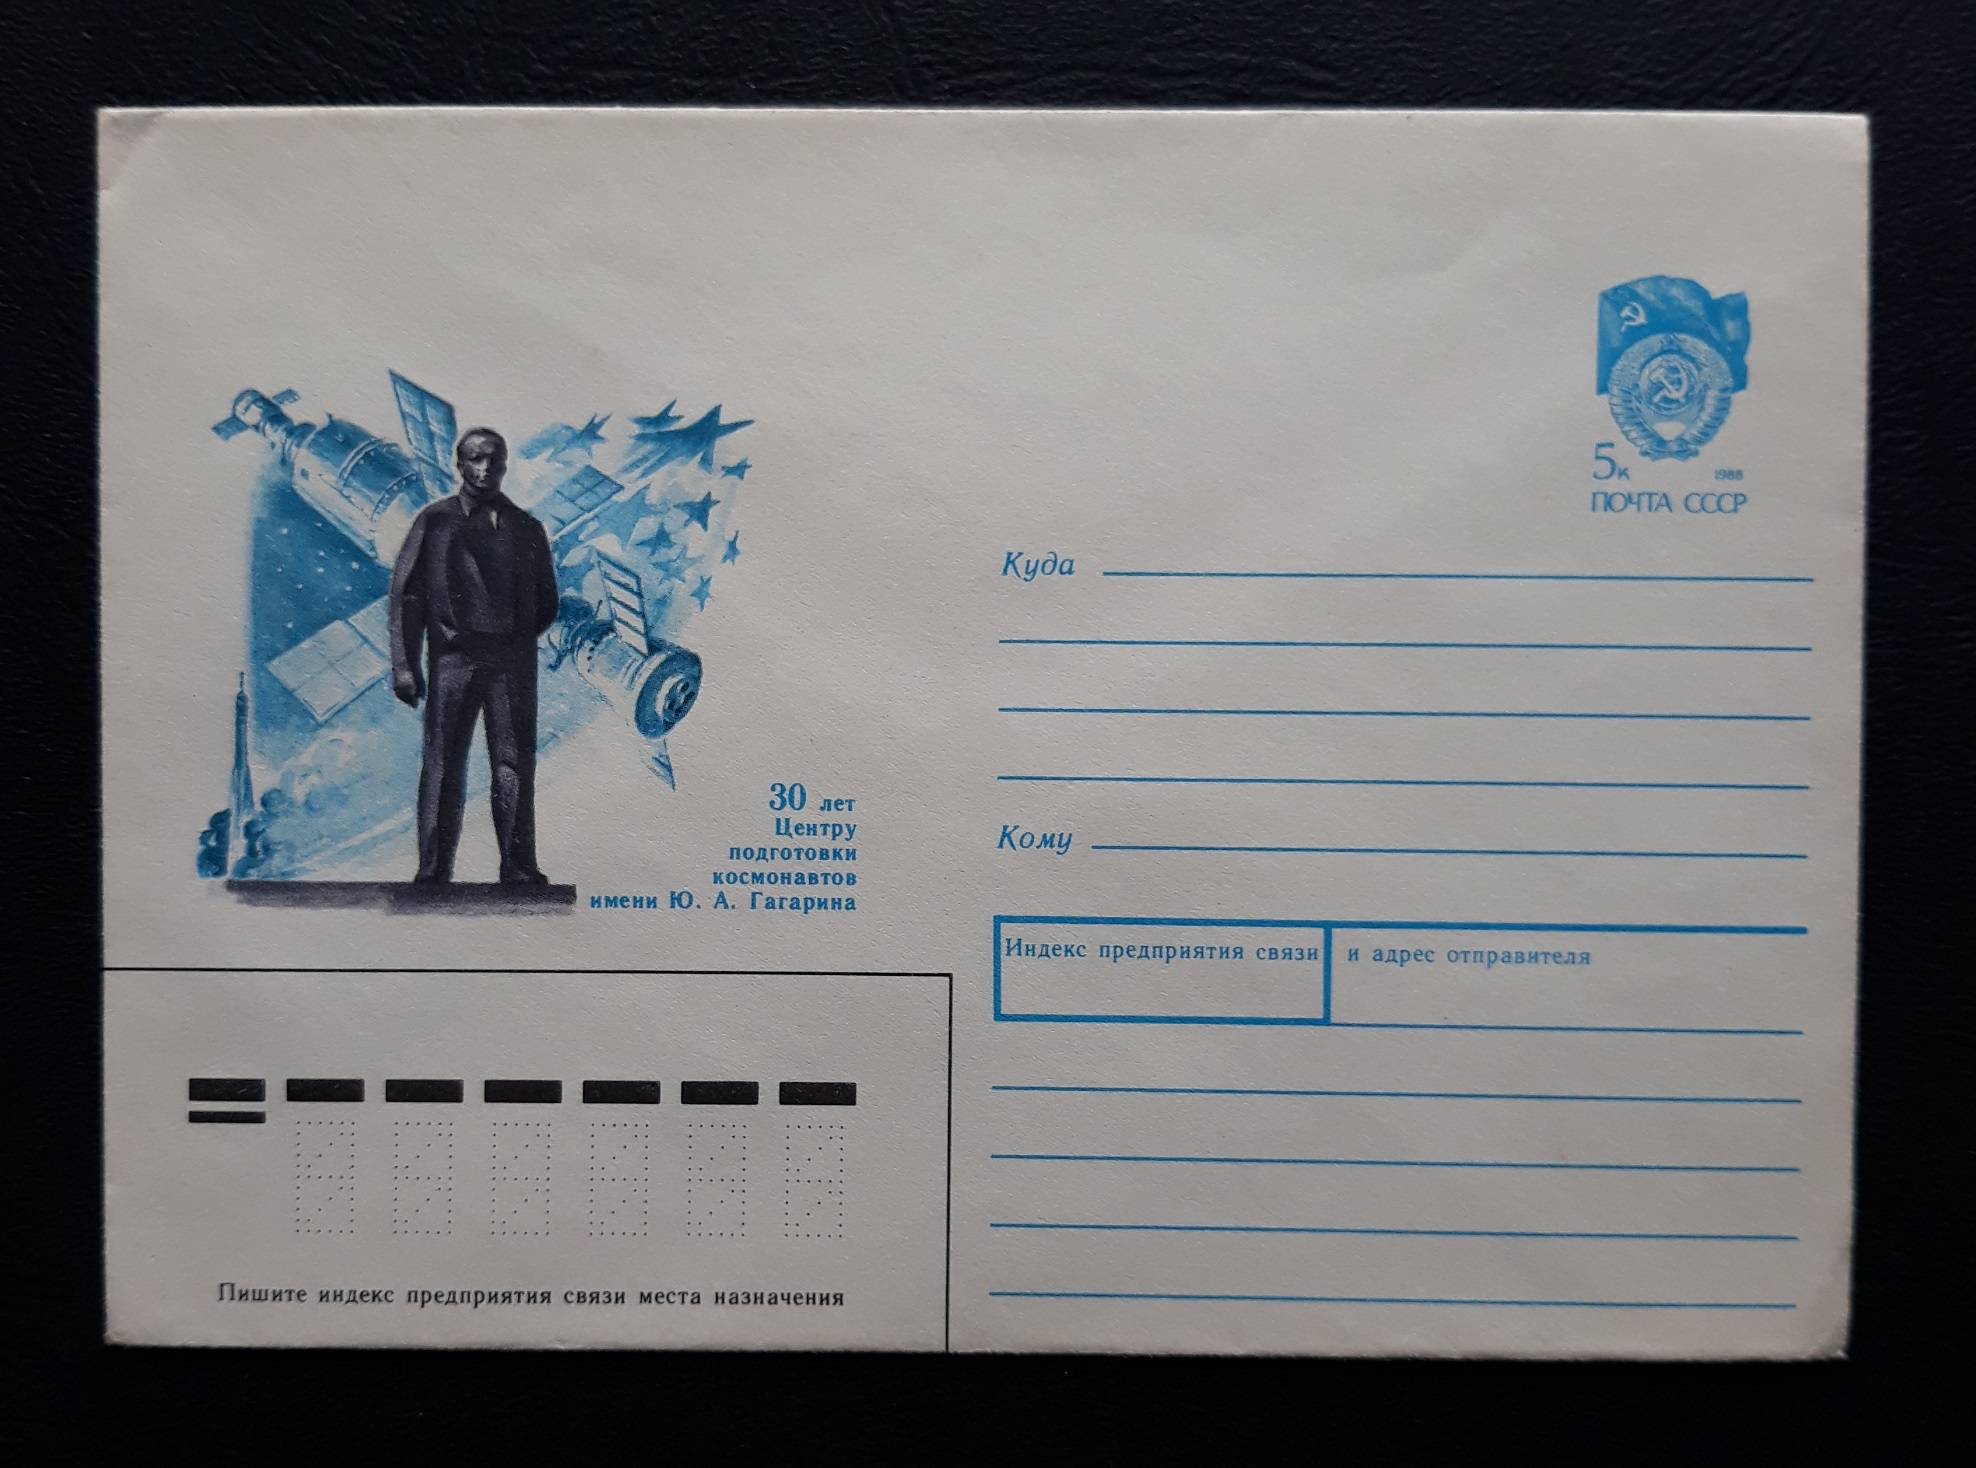 5к 1988
ПОЧТА СССР
Куда
30 лет
Центру
подготовки
космонавтов
имени Ю. А. Гагарина
Кому
Индекс предприятия связи и адрес отправителя
Пишите индекс предприятия связи места назначения